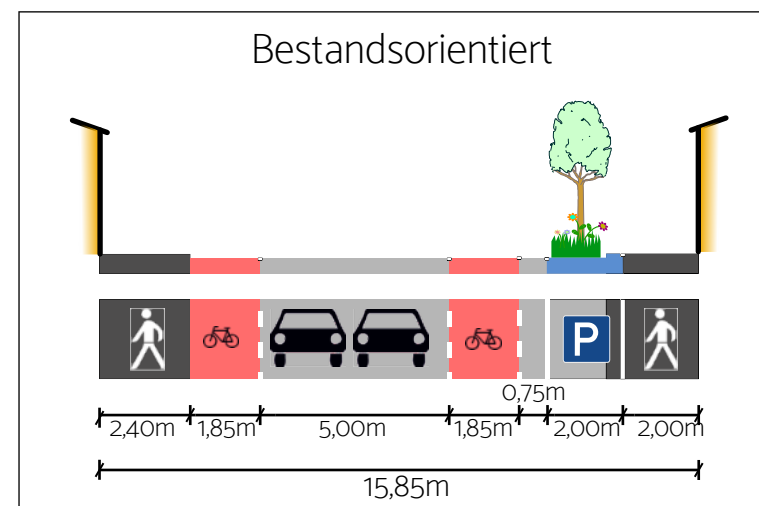 Bestandsorientiert
P
0,75m
2,40m 1,85m 5,00m 1,85m 2,00m 2,00m
15,85m